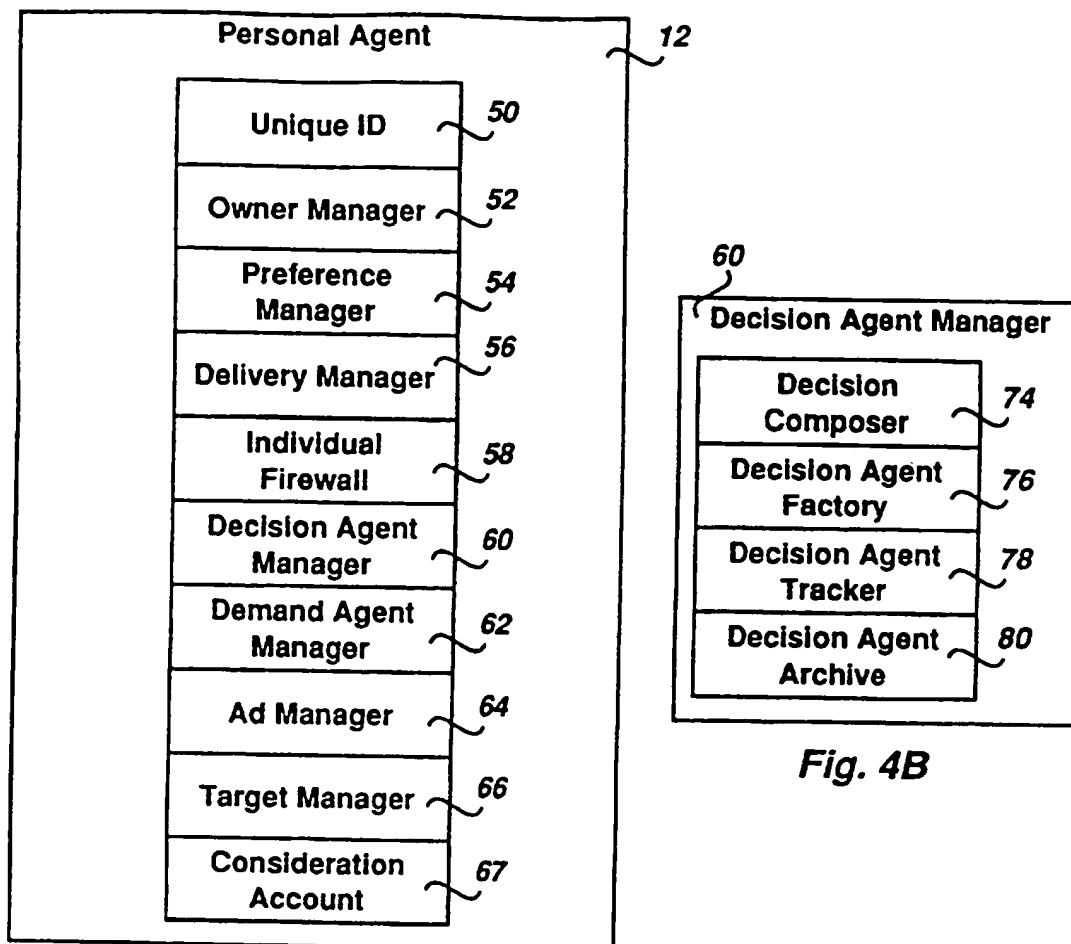 Personal Agent
12
Unique ID
50
Owner Manager
52
Preference
Manager
54
Delivery Manager
56
Individual
Firewall
58
Decision Agent
Manager
60
Demand Agent
Manager
62
Ad Manager
64
Target Manager
66
Consideration
Account
67
60
Decision Agent Manager
Decision
Composer
74
Decision Agent
Factory
76
Decision Agent
Tracker
78
Decision Agent
Archive
80
Fig. 4B